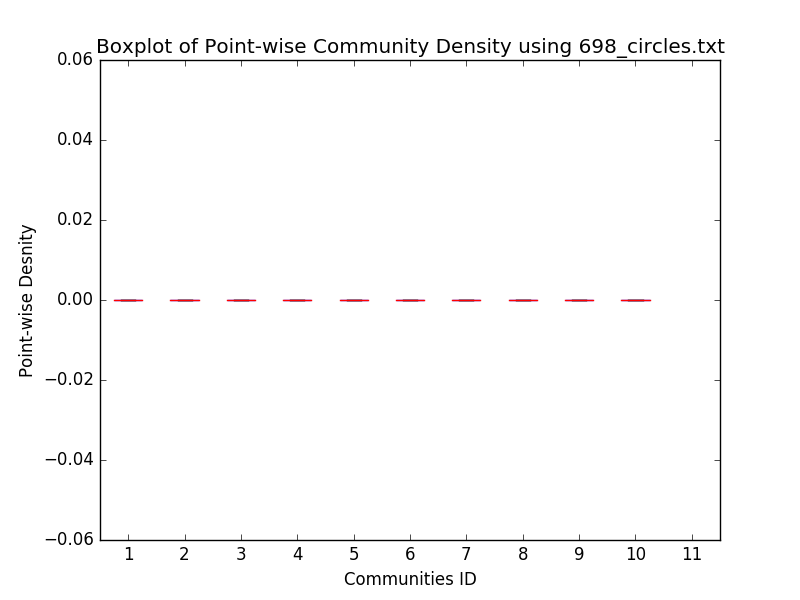 Boxplot of Point-wise Community Density using 698_circles.txt
0.06
0.04
0.02
0.00
−0.02
−0.04
−0.06
Point-wise Desnity
1 2 3 4 5 6 7 8 9 10 11
Communities ID